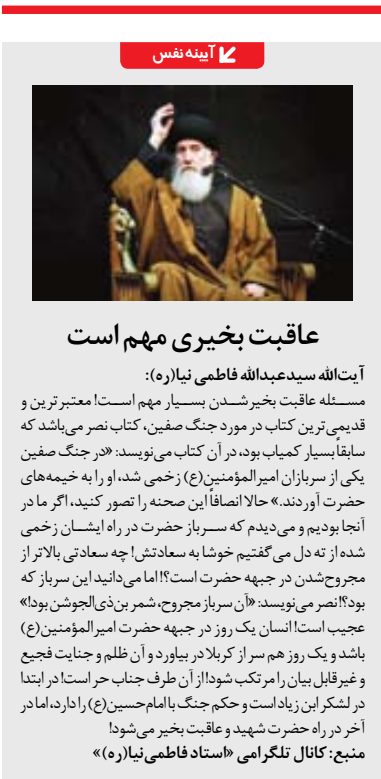 آیینه نفس
عاقبت بخیری مهم است
آیت‌الله سیدعبدالله فاطمی نیا(ره):
مسئله عاقبت بخیر شدن بسیار مهم است! معتبرترین و
قدیمی‌ترین کتاب در مورد جنگ صفین، کتاب نصر می‌باشد که
سابقاً بسیار کمیاب بود، در آن کتاب می‌نویسد: «در جنگ صفین
یکی از سربازان امیرالمؤمنین(ع) زخمی شد، او را به خیمه‌های
حضرت آوردند.» حالا انصافاً این صحنه را تصور کنید، اگر ما در
آنجا بودیم و می‌دیدم که سرباز حضرت در راه ایشان زخمی
شده از ته دل می‌گفتیم خوشا به سعادتش! چه سعادتی بالاتر از
مجروح‌شدن در جبهه حضرت است؟! اما می‌دانید این سرباز که
بود؟! نصر می‌نویسد: «آن سرباز مجروح، شمر بن ذی‌الجوشن بود!»
عجیب است! انسان یک روز در جبهه حضرت امیرالمؤمنین(ع)
باشد و یک روز هم سر از کربلا در بیاورد و آن ظلم و جنایت فجیع
و غیرقابل بیان را مرتکب شود! از آن طرف جناب حر است! در ابتدا
در لشکر ابن زیاد است و حکم جنگ با امام‌حسین(ع) را دارد، اما در
آخر در راه حضرت شهید و عاقبت بخیر می‌شود!
منبع: کانال تلگرامی «استاد فاطمی‌نیا(ره)»